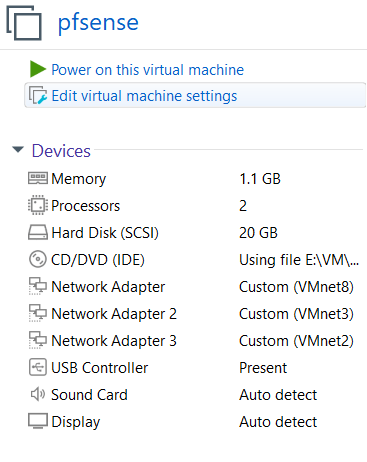 pfsense
Power on this virtual machine
Edit virtual machine settings
Devices
Memory 1.1 GB
Processors 2
Hard Disk (SCSI) 20 GB
CD/DVD (IDE) Using file E:\VM\...
Network Adapter Custom (VMnet8)
Network Adapter 2 Custom (VMnet3)
Network Adapter 3 Custom (VMnet2)
USB Controller Present
Sound Card Auto detect
Display Auto detect